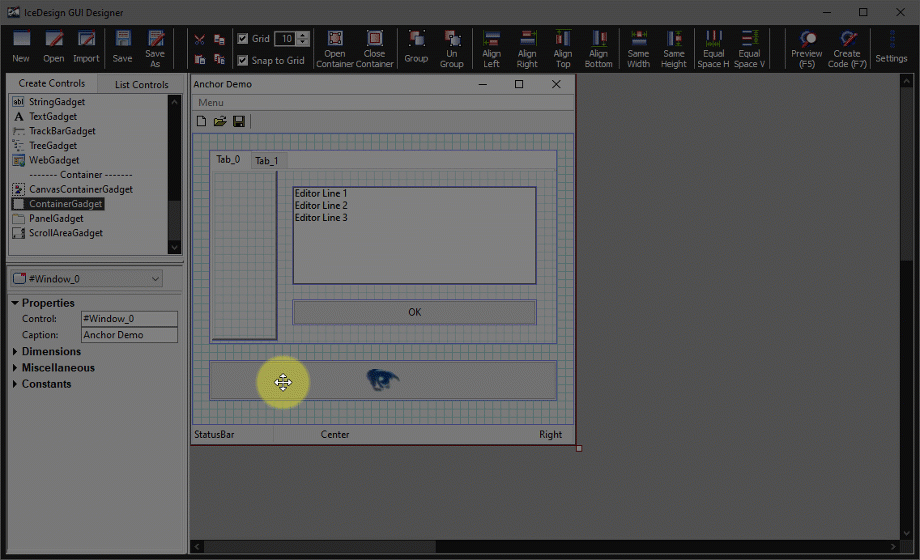 IceDesign GUI Designer
New Open Import Save Save As
Grid 10
Snap to Grid
Open Container Close Container Group Un Group Align Left Align Right Align Top Align Bottom Same Width Same Height Equal Space H Equal Space V Preview (F5) Create Code (F7) Settings
Create Controls List Controls
StringGadget
TextGadget
TrackBarGadget
TreeGadget
WebGadget
------- Container -------
CanvasContainerGadget
ContainerGadget
PanelGadget
ScrollAreaGadget
#Window_0
Properties
Control: #Window_0
Caption: Anchor Demo
Dimensions
Miscellaneous
Constants
Anchor Demo
Menu
Tab_0 Tab_1
Editor Line 1
Editor Line 2
Editor Line 3
OK
StatusBar Center Right